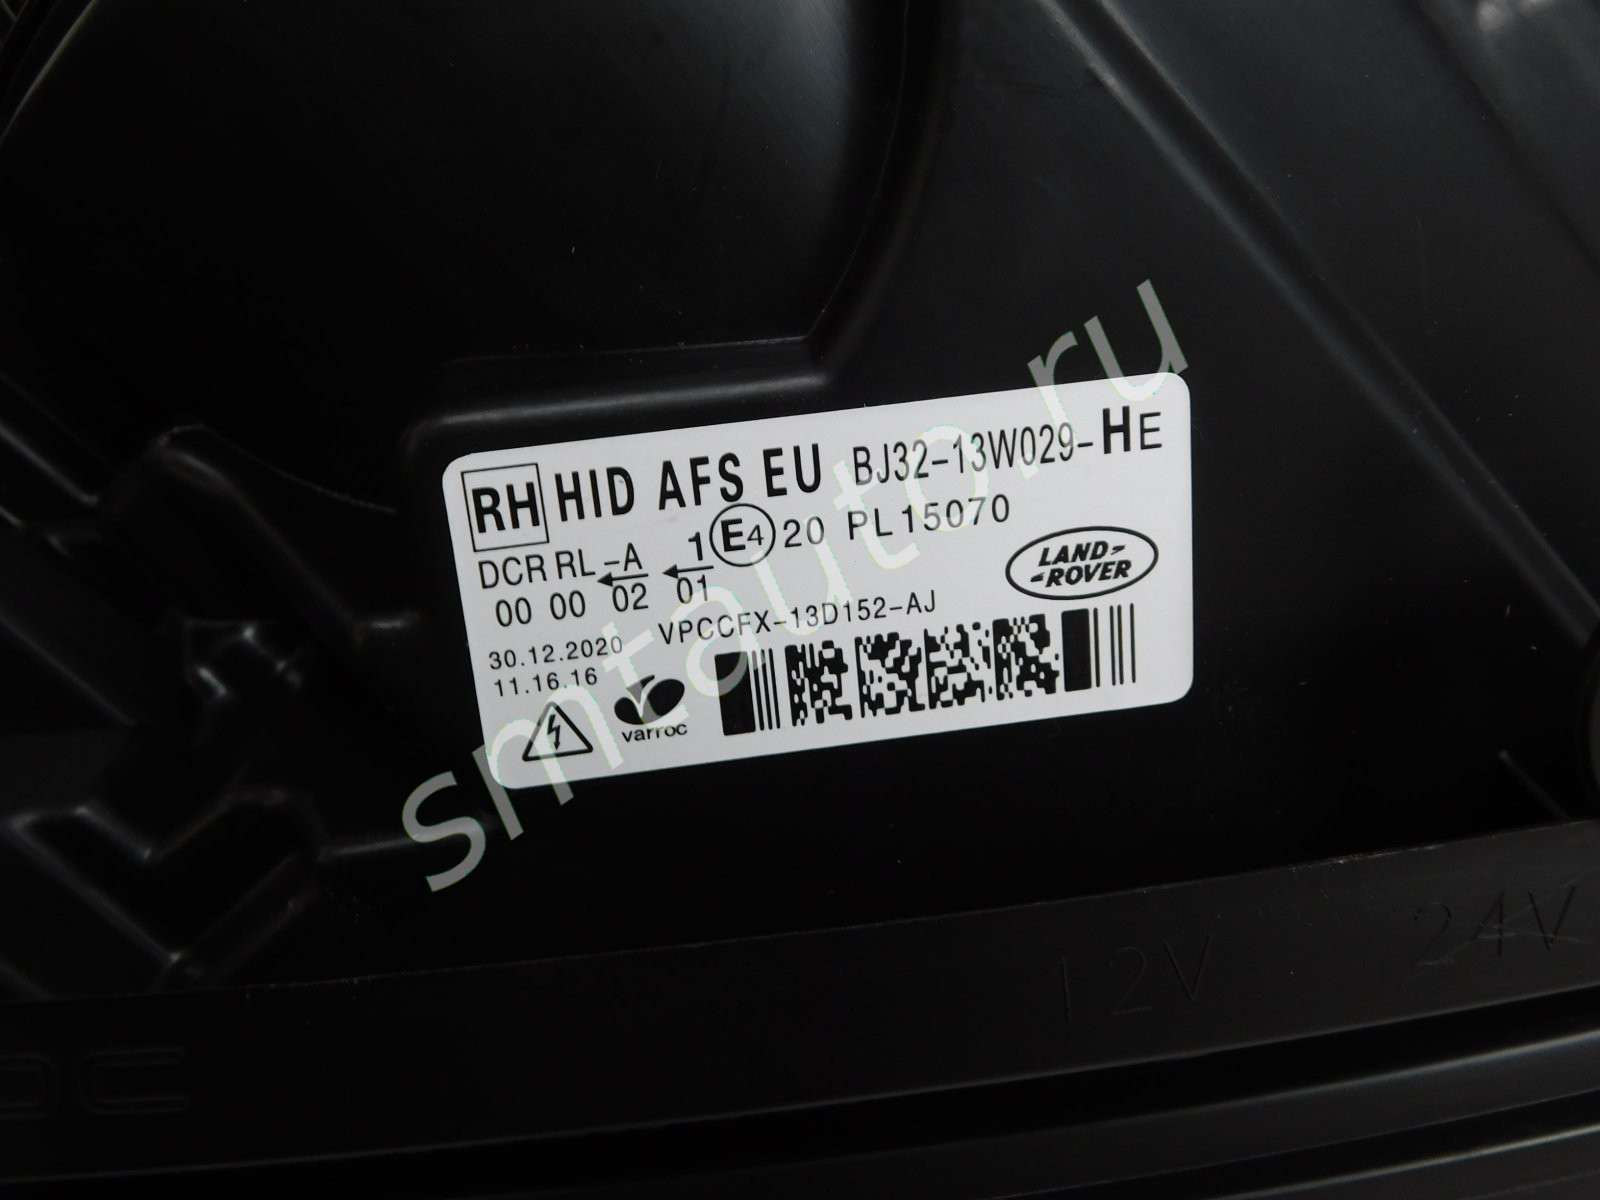 RH HID AFS EU BJ32-13W029-HE
DCR RL -A 1 E4 20 PL15070
00 00 02 01
LAND-
-ROVER
VPCCFX-13D152-AJ
30.12.2020
11.16.16
varroc
smtauto.ru
12V 24V
OC